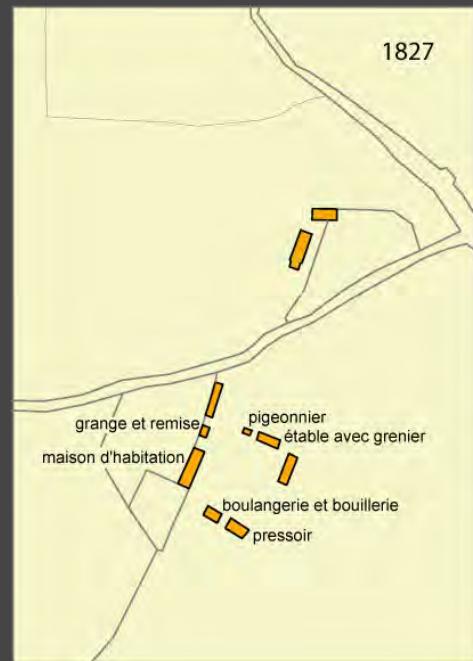 1827
pigeonnier
grange et remise
étable avec grenier
maison d'habitation
boulangerie et bouillerie
pressoir